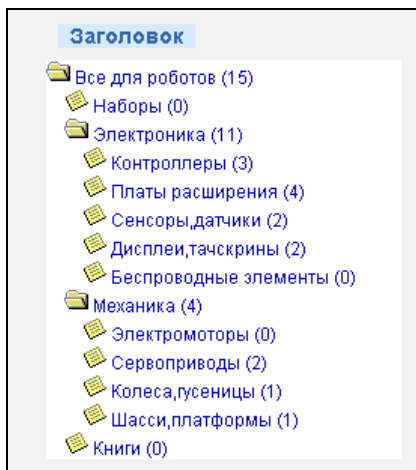 Заголовок
Все для роботов (15)
Наборы (0)
Электроника (11)
Контроллеры (3)
Платы расширения (4)
Сенсоры,датчики (2)
Дисплеи,тачскрины (2)
Беспроводные элементы (0)
Механика (4)
Электромоторы (0)
Сервоприводы (2)
Колеса,гусеницы (1)
Шасси,платформы (1)
Книги (0)